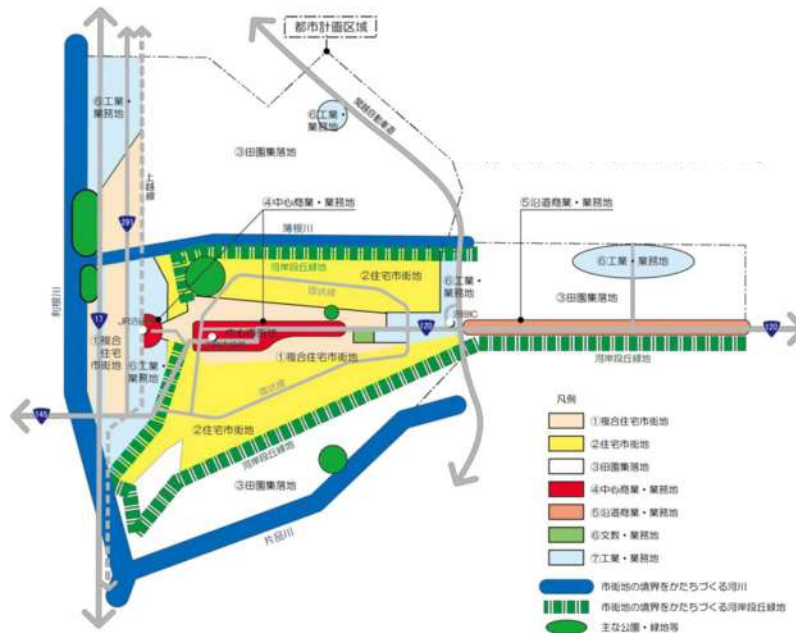 都市計画区域
⑥工業・
業務地
関越自動車道
⑥工業・
業務地
③田園集落地
上越線
④中心商業・業務地
⑤沿道商業・業務地
291
薄根川
河岸段丘緑地
②住宅市街地
⑥工業・
業務地
⑥工業・業務地
③田園集落地
環状線
利根川
17
JR沼田駅
中心市街地
120
沼田IC
120
①複合
住宅
市街地
①複合住宅市街地
河岸段丘緑地
⑥工業・
業務地
145
環状線
②住宅市街地
河岸段丘緑地
③田園集落地
片品川
凡例
①複合住宅市街地
②住宅市街地
③田園集落地
④中心商業・業務地
⑤沿道商業・業務地
⑥文教・業務地
⑦工業・業務地
市街地の境界をかたちづくる河川
市街地の境界をかたちづくる河岸段丘緑地
主な公園・緑地等